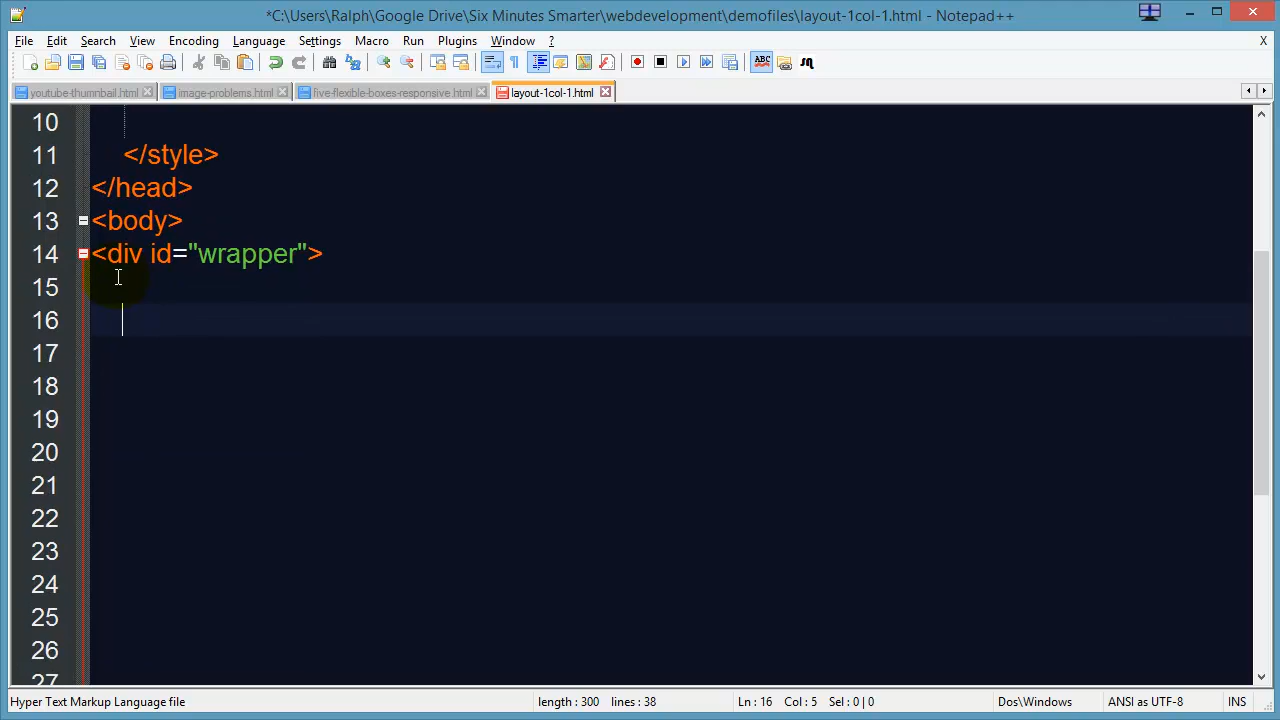 *C:\Users\Ralph\Google Drive\Six Minutes Smarter\webdevelopment\demofiles\layout-1col-1.html - Notepad++
File Edit Search View Encoding Language Settings Macro Run Plugins Window ? X
ABC
youtube-thumnbail.html image-problems.html five-flexible-boxes-responsive.html layout-1col-1.html
10
11 </style>
12 </head>
13 <body>
14 <div id="wrapper">
15
16
17
18
19
20
21
22
23
24
25
26
27
Hyper Text Markup Language file length : 300 lines : 38 Ln : 16 Col : 5 Sel : 0 | 0 Dos\Windows ANSI as UTF-8 INS